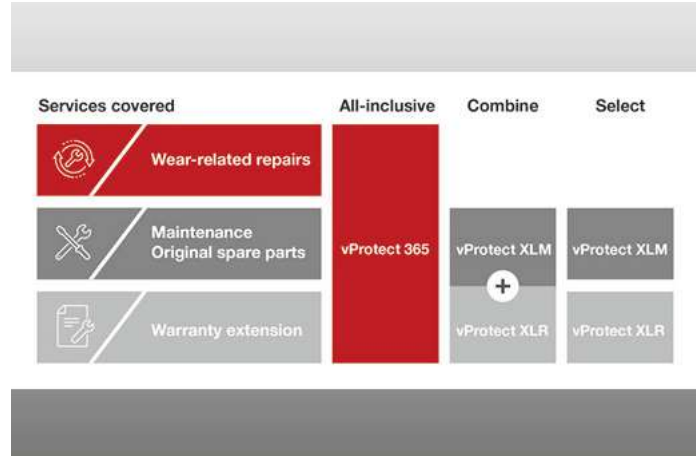 Services covered
All-inclusive
Combine
Select
Wear-related repairs
Maintenance
Original spare parts
vProtect 365
vProtect XLM
vProtect XLM
+
Warranty extension
vProtect XLR
vProtect XLR